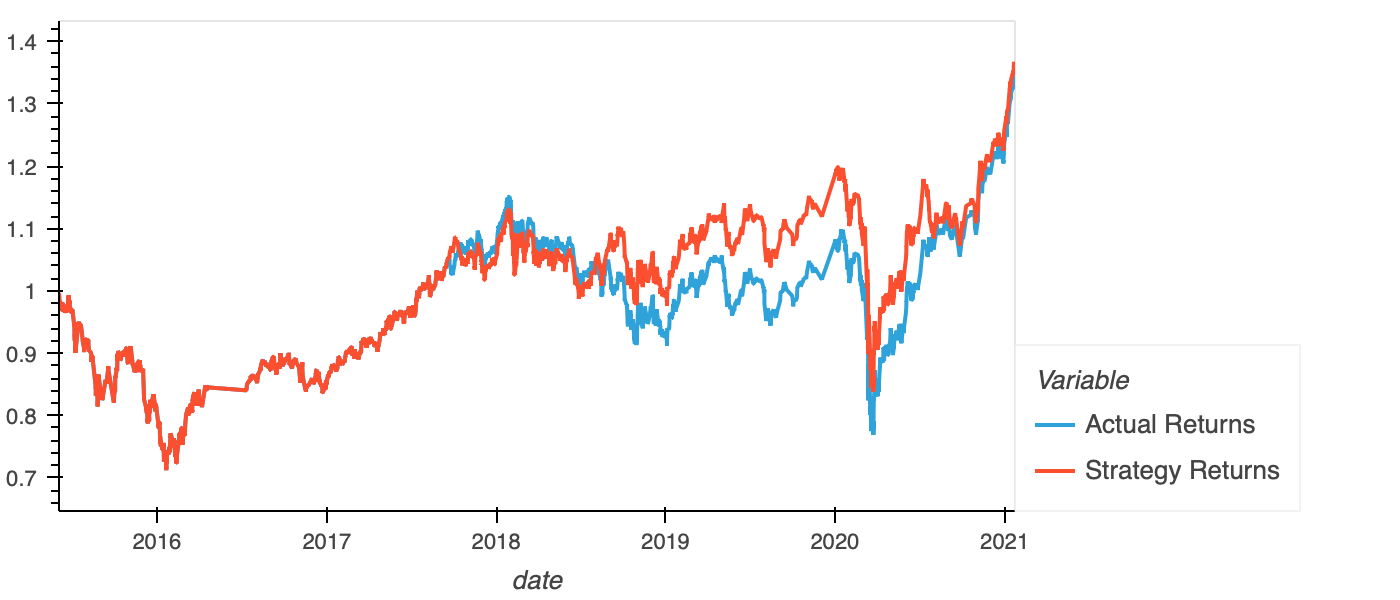 1.4
1.3
1.2
1.1
1
0.9
0.8
0.7
2016 2017 2018 2019 2020 2021
date
Variable
Actual Returns
Strategy Returns